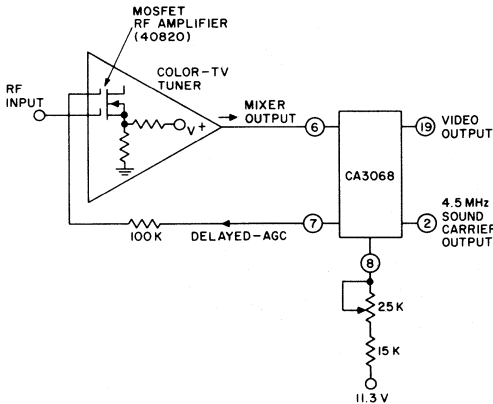 MOSFET
RF AMPLIFIER
(40820)
COLOR-TV
TUNER
RF
INPUT
V+
MIXER
OUTPUT
6
19
VIDEO
OUTPUT
CA3068
4.5 MHz
SOUND
CARRIER
OUTPUT
2
7
100K
DELAYED-AGC
8
25K
15K
11.3 V